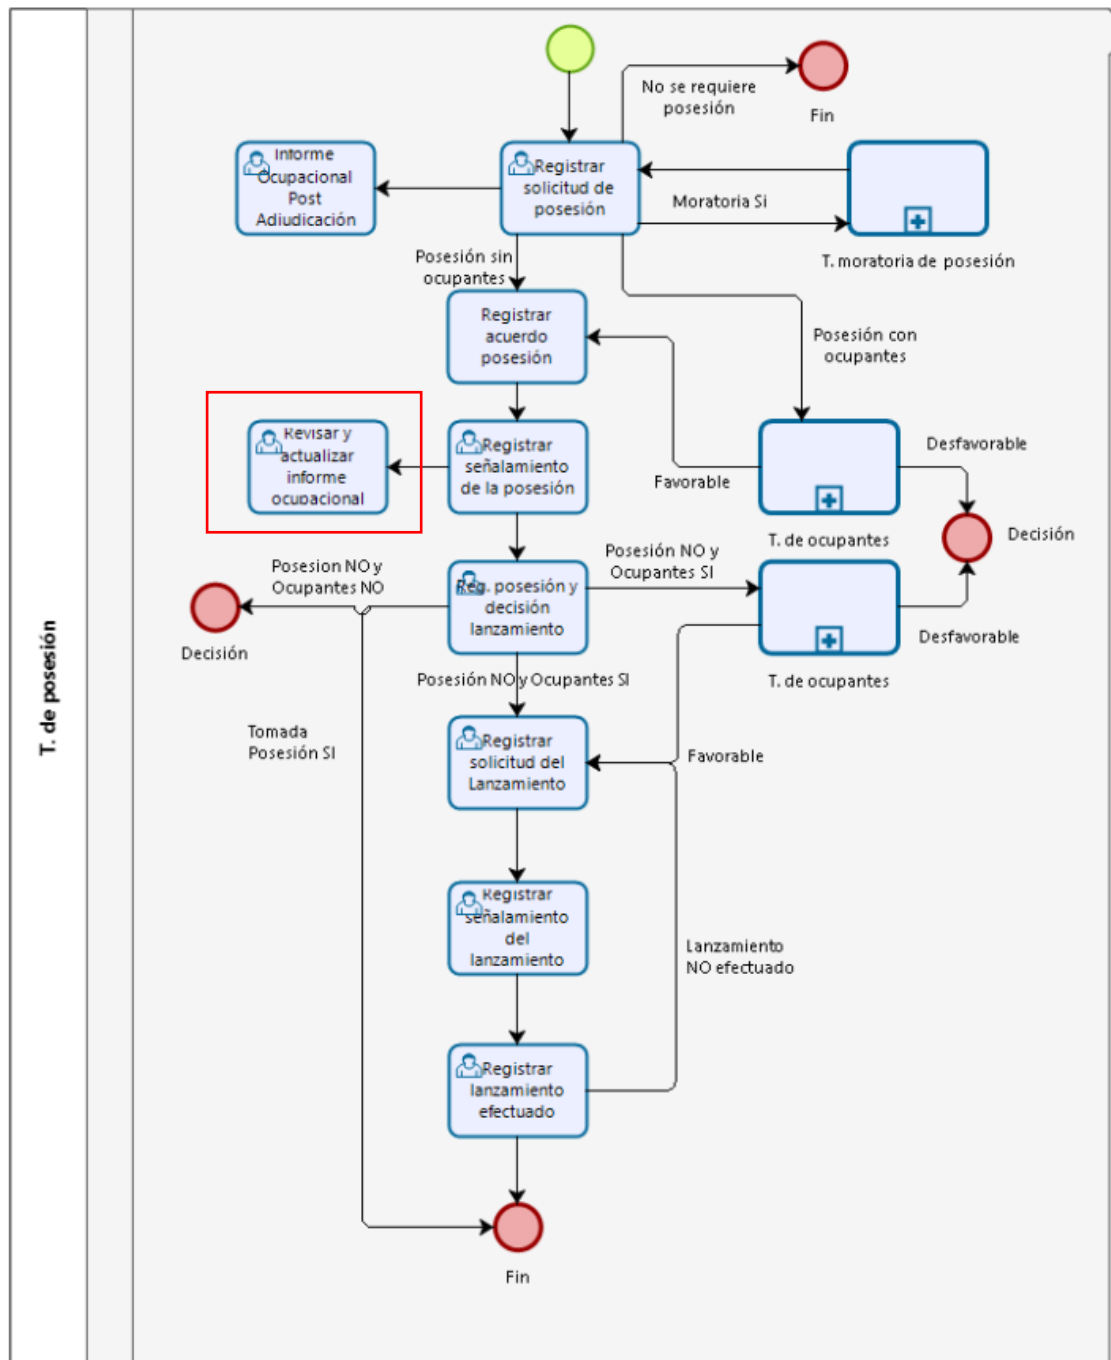 T. de posesión
No se requiere
posesión
Fin
Informe
Ocupacional
Post
Adjudicación
Registrar
solicitud de
posesión
Moratoria Si
T. moratoria de posesión
Posesión sin
ocupantes
Registrar
acuerdo
posesión
Posesión con
ocupantes
Revisar y
actualizar
informe
ocupacional
Registrar
señalamiento
de la posesión
Favorable
Desfavorable
T. de ocupantes
Decisión
Posesion NO y
Ocupantes NO
Decisión
Reg. posesión y
decisión
lanzamiento
Posesión NO y
Ocupantes SI
Desfavorable
T. de ocupantes
Posesión NO y Ocupantes SI
Tomada
Posesión SI
Registrar
solicitud del
Lanzamiento
Favorable
Registrar
señalamiento
del
lanzamiento
Lanzamiento
NO efectuado
Registrar
lanzamiento
efectuado
Fin